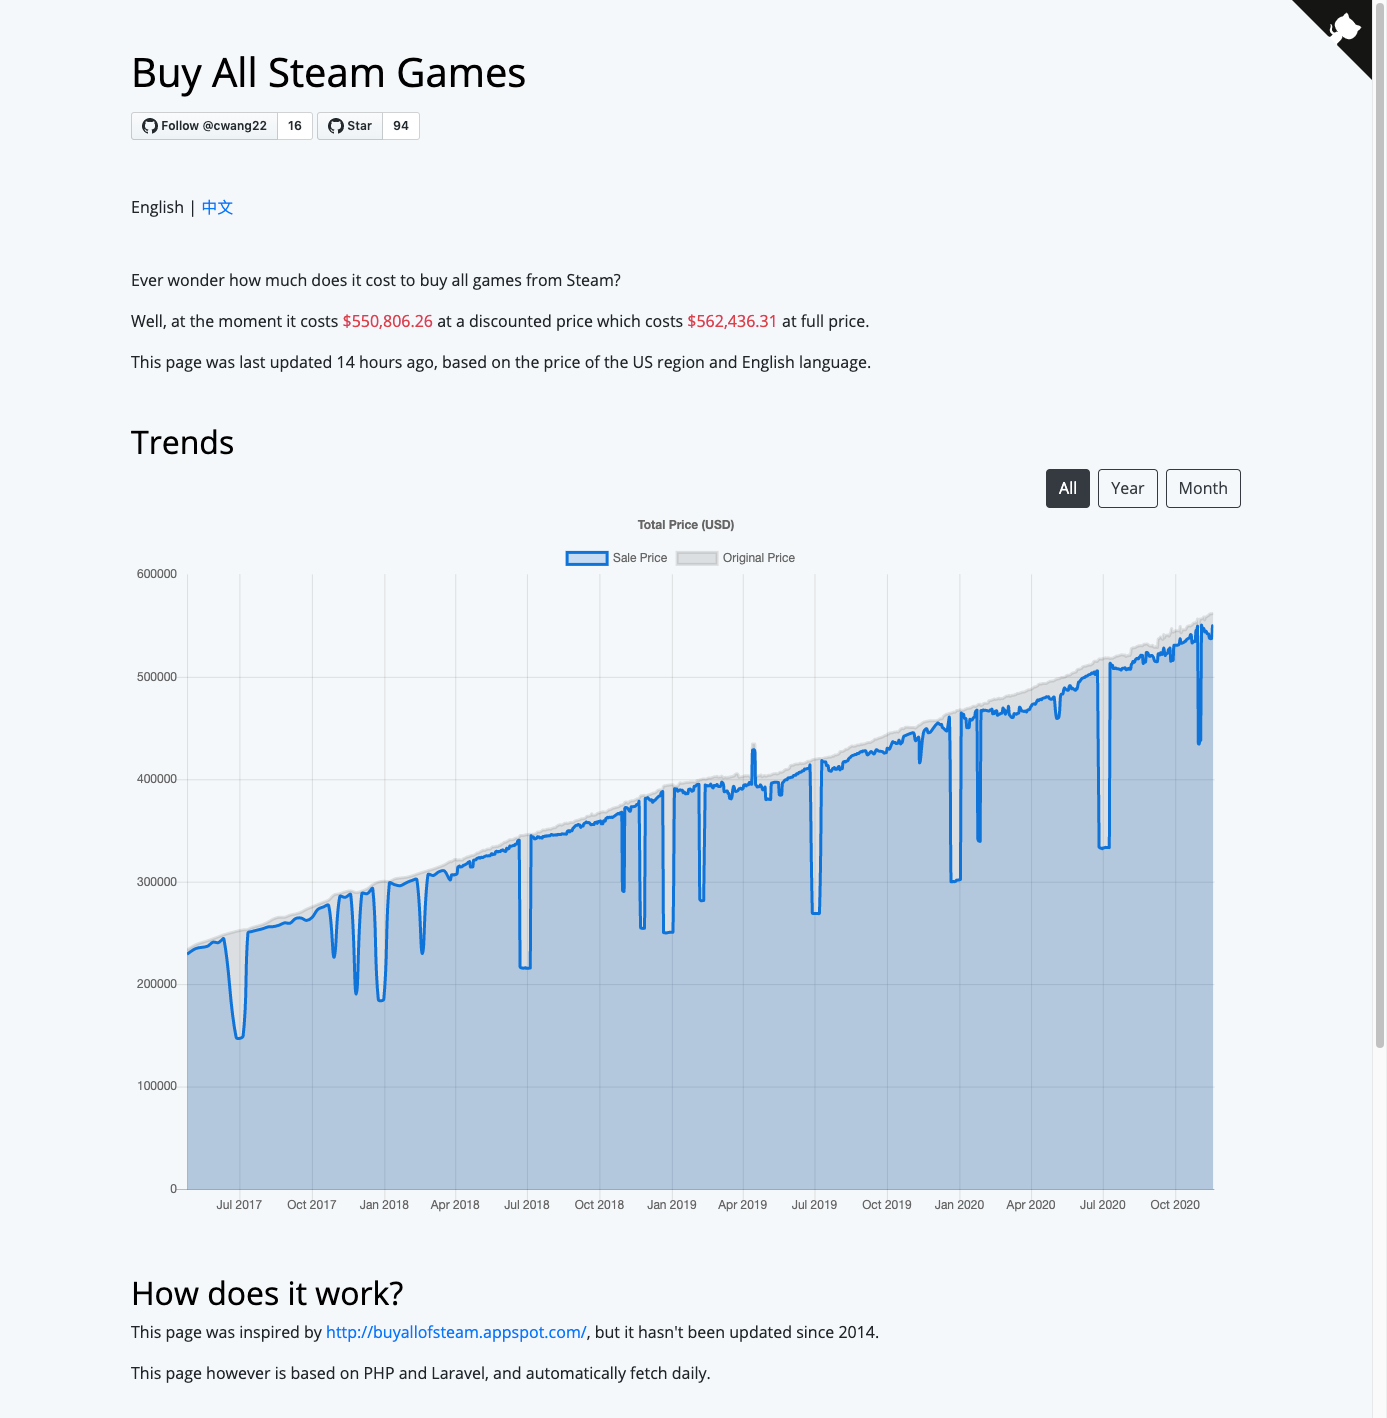 Buy All Steam Games
Follow @cwang22 16 Star 94
English | 中文
Ever wonder how much does it cost to buy all games from Steam?
Well, at the moment it costs $550,806.26 at a discounted price which costs $562,436.31 at full price.
This page was last updated 14 hours ago, based on the price of the US region and English language.
Trends
All Year Month
Total Price (USD)
Sale Price Original Price
600000
500000
400000
300000
200000
100000
0
Jul 2017 Oct 2017 Jan 2018 Apr 2018 Jul 2018 Oct 2018 Jan 2019 Apr 2019 Jul 2019 Oct 2019 Jan 2020 Apr 2020 Jul 2020 Oct 2020
How does it work?
This page was inspired by http://buyallofsteam.appspot.com/, but it hasn't been updated since 2014.
This page however is based on PHP and Laravel, and automatically fetch daily.